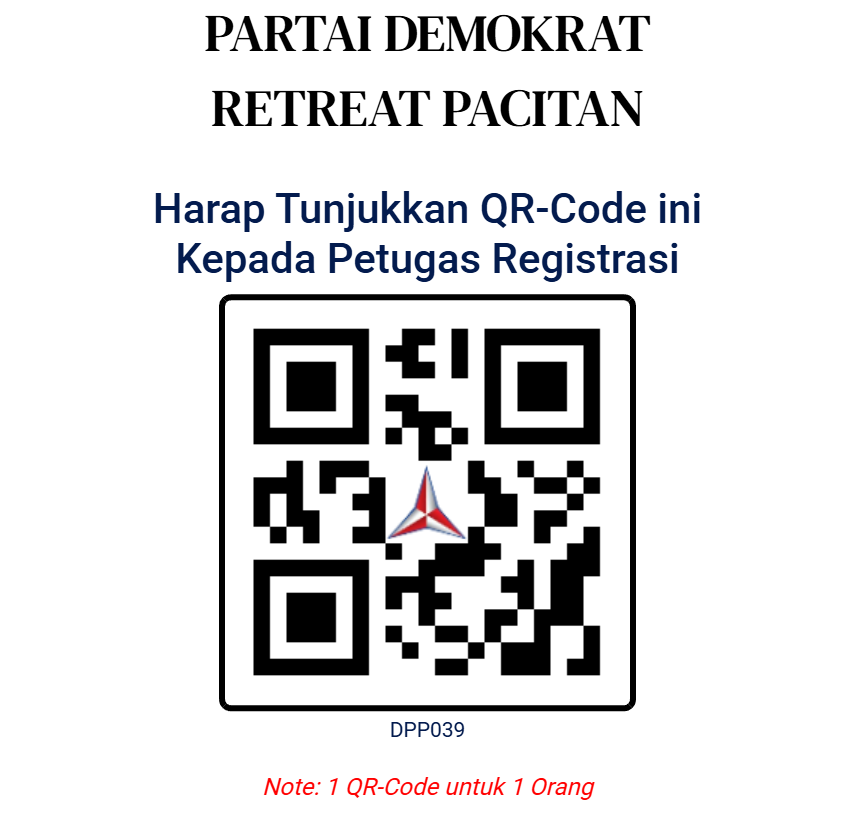 PARTAI DEMOKRAT
RETREAT PACITAN
Harap Tunjukkan QR-Code ini
Kepada Petugas Registrasi
DPP039
Note: 1 QR-Code untuk 1 Orang